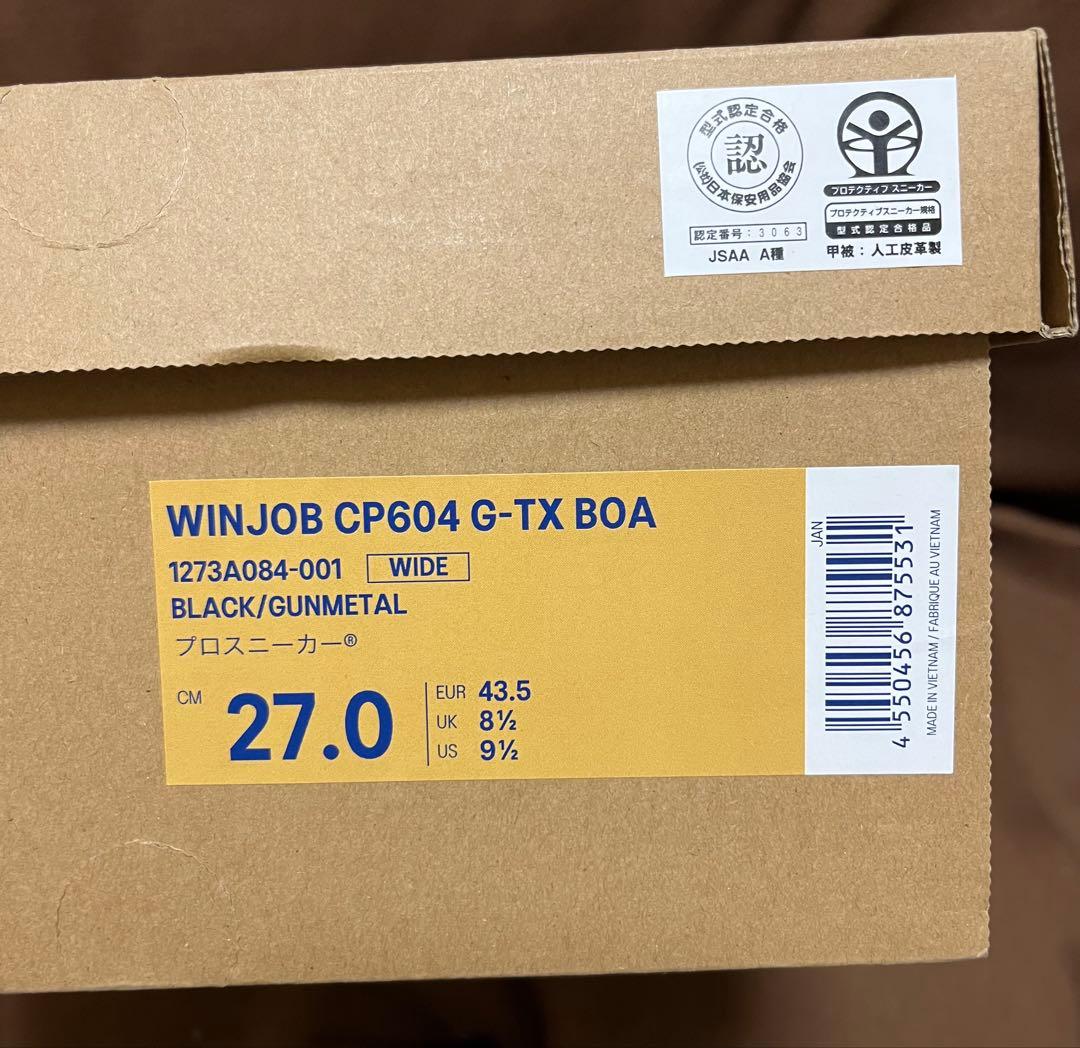 型式認定合格
認
(公社)日本保安用品協会
認定番号：3063
JSAA A種
プロテクティブ スニーカー
プロテクティブスニーカー規格
型式認定合格品
甲被：人工皮革製
WINJOB CP604 G-TX BOA
1273A084-001 WIDE
BLACK/GUNMETAL
プロスニーカー®
CM 27.0
EUR 43.5
UK 8½
US 9½
JAN
4 550456 875531
MADE IN VIETNAM / FABRIQUE AU VIETNAM